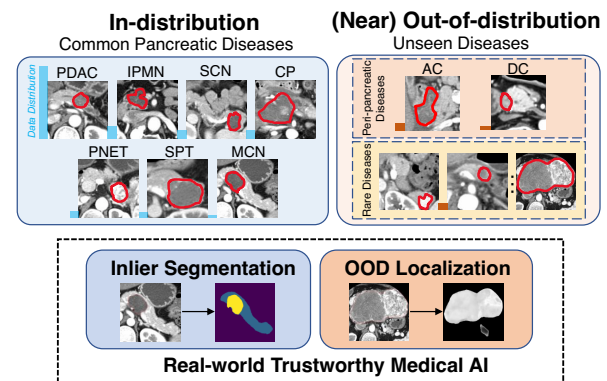 In-distribution
Common Pancreatic Diseases
Data Distribution
PDAC IPMN SCN CP
PNET SPT MCN
(Near) Out-of-distribution
Unseen Diseases
Peri-pancreatic
Diseases
AC DC
Rare Diseases
Inlier Segmentation
OOD Localization
Real-world Trustworthy Medical AI